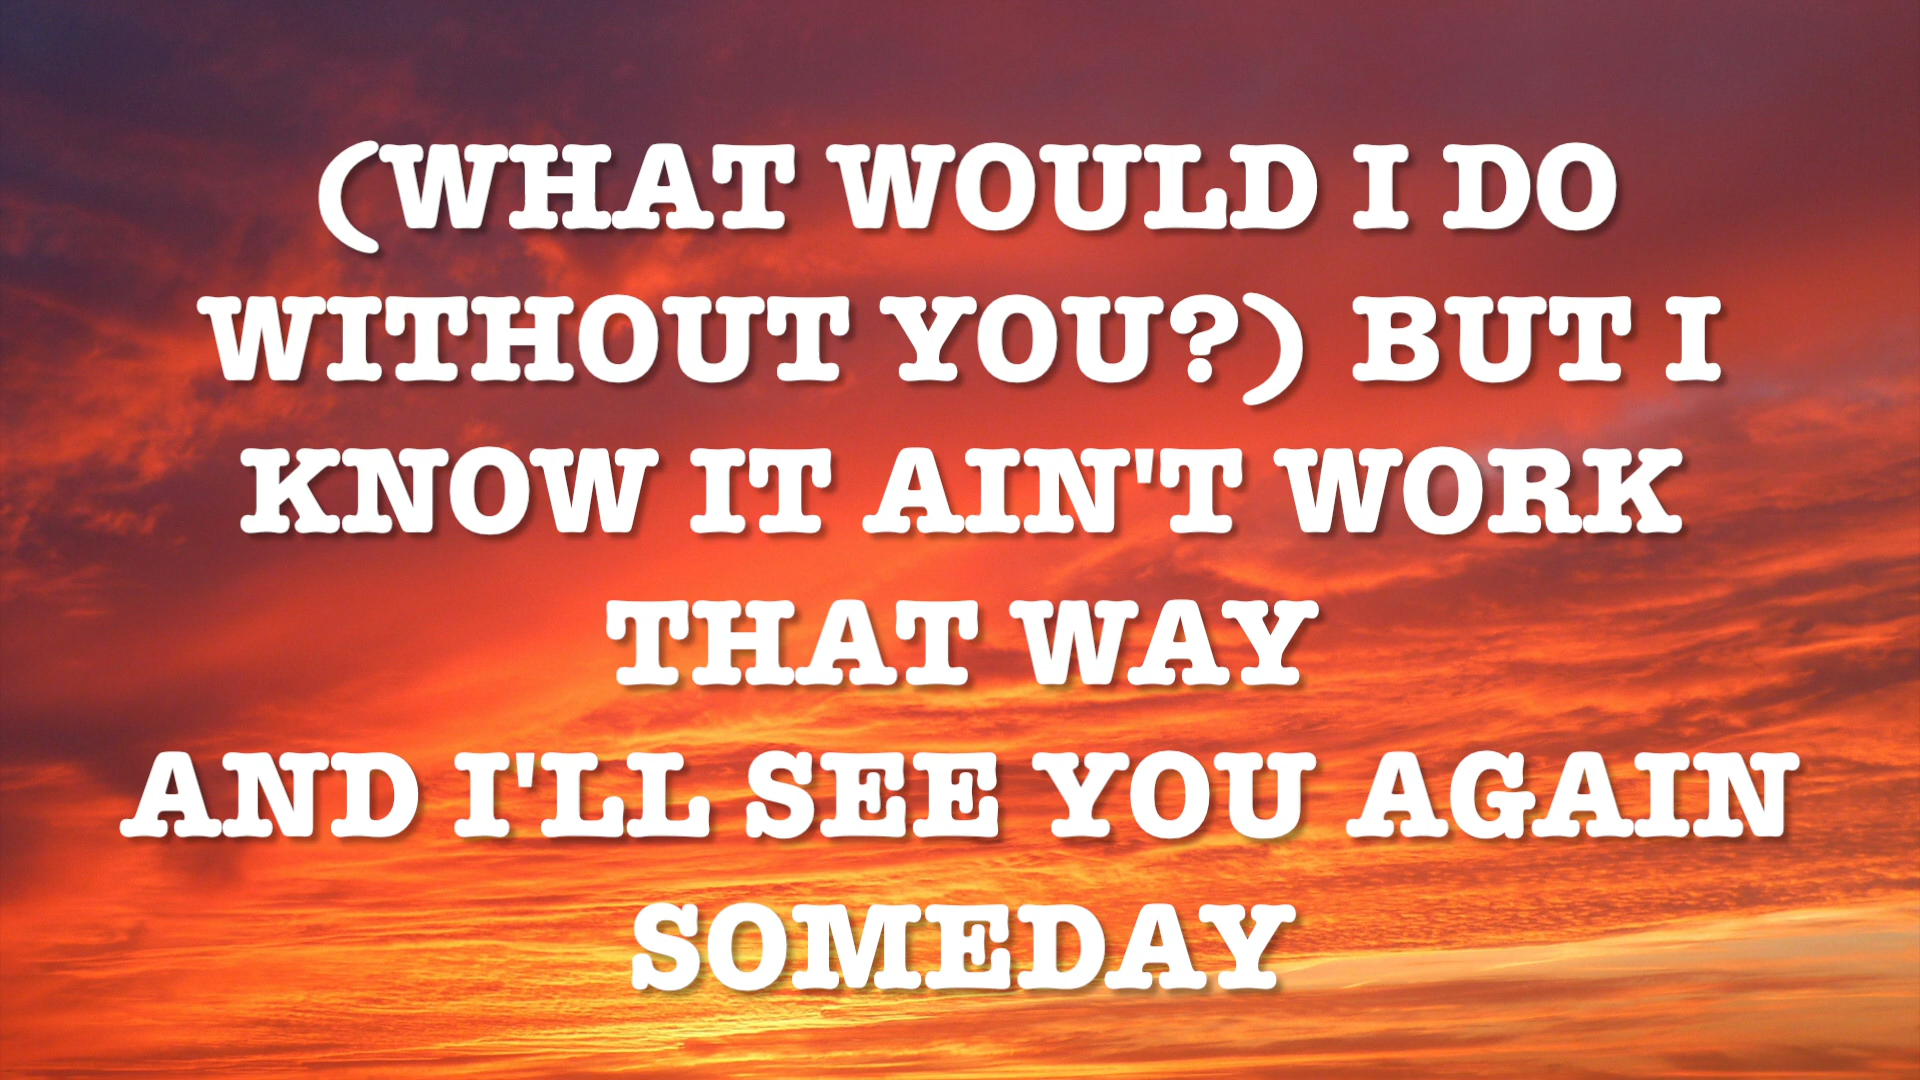 (WHAT WOULD I DO
WITHOUT YOU?) BUT I
KNOW IT AIN'T WORK
THAT WAY
AND I'LL SEE YOU AGAIN
SOMEDAY